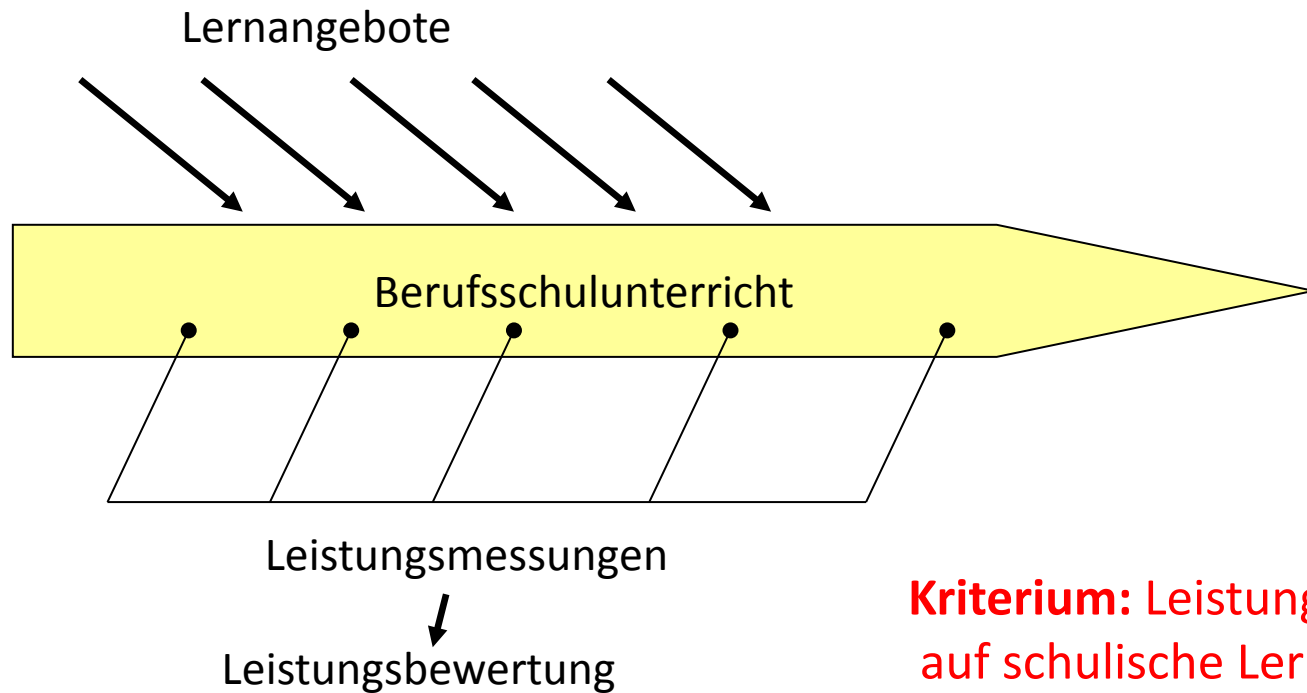 Lernangebote
Berufsschulunterricht
Leistungsmessungen
Leistungsbewertung
Kriterium: Leistung
auf schulische Ler